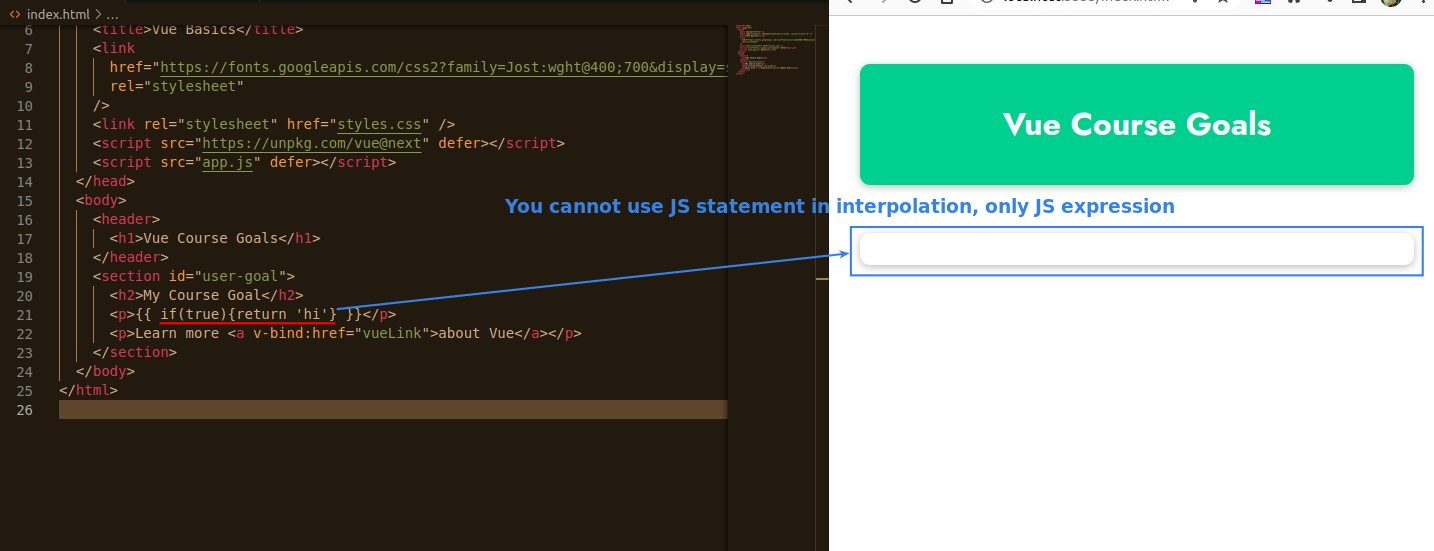 index.html > ...
6 <title>Vue Basics</title>
7 <link
8 href="https://fonts.googleapis.com/css2?family=Jost:wght@400;700&display=
9 rel="stylesheet"
10 />
11 <link rel="stylesheet" href="styles.css" />
12 <script src="https://unpkg.com/vue@next" defer></script>
13 <script src="app.js" defer></script>
14 </head>
15 <body>
16 <header>
17 <h1>Vue Course Goals</h1>
18 </header>
19 <section id="user-goal">
20 <h2>My Course Goal</h2>
21 <p>{{ if(true){return 'hi'} }}</p>
22 <p>Learn more <a v-bind:href="vueLink">about Vue</a></p>
23 </section>
24 </body>
25 </html>
26
Vue Course Goals
You cannot use JS statement in interpolation, only JS expression